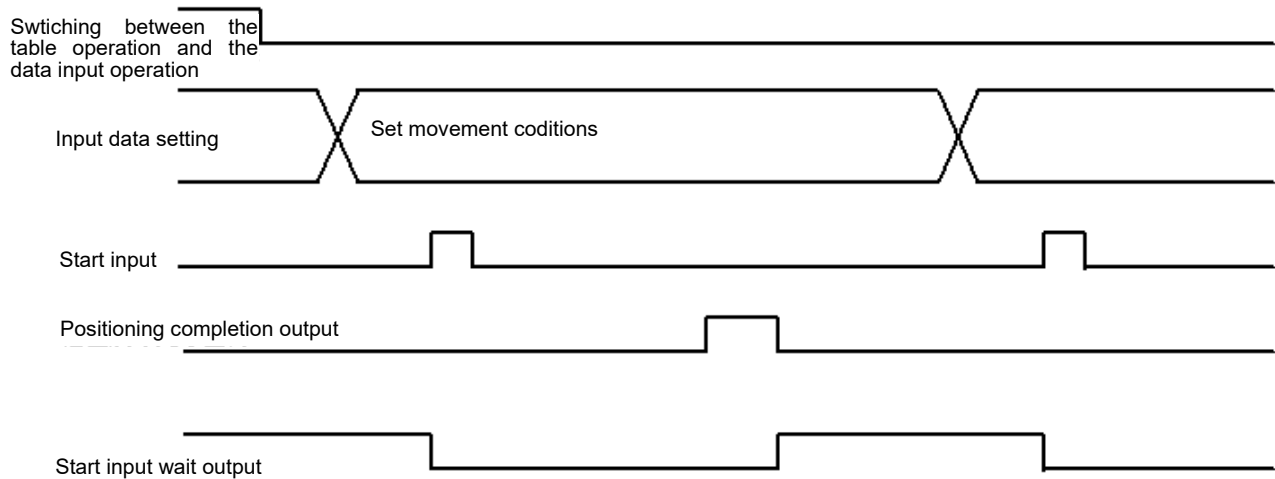 Swtiching between the
table operation and the
data input operation
Input data setting
Set movement coditions
Start input
Positioning completion output
Start input wait output